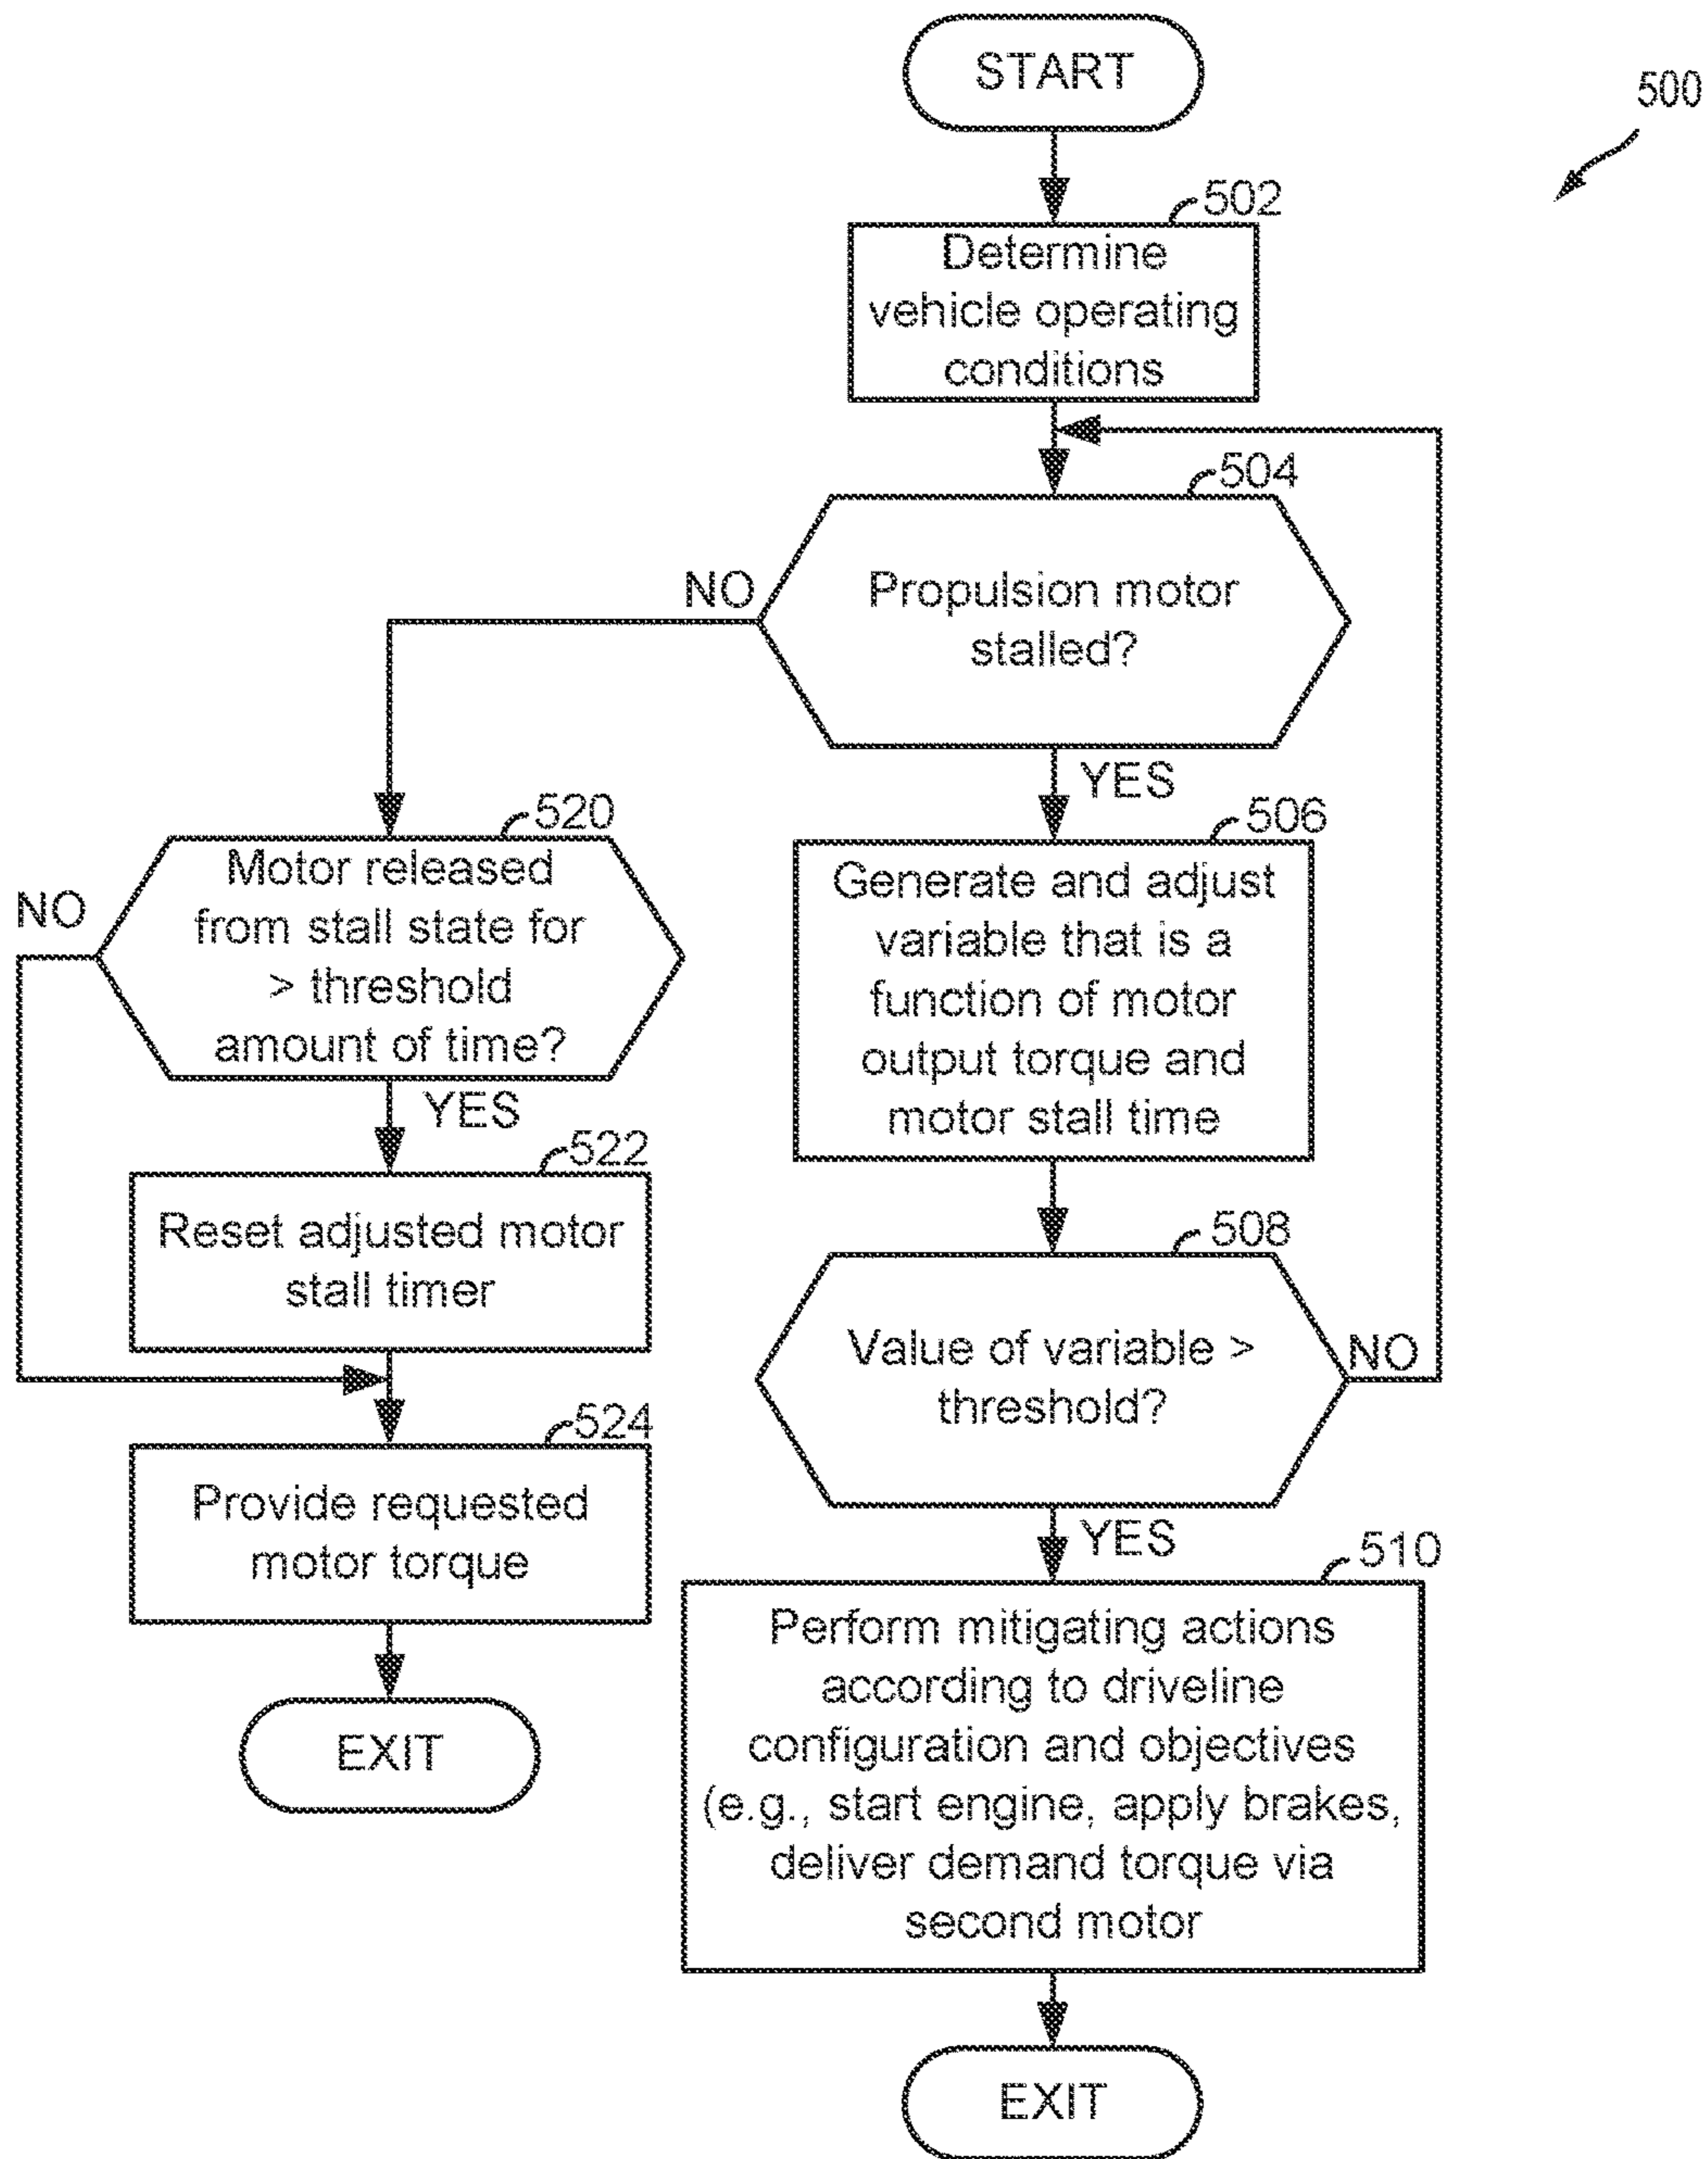 START
500
502
Determine
vehicle operating
conditions
504
Propulsion motor
stalled?
NO
YES
520
Motor released
from stall state for
> threshold
amount of time?
NO
YES
522
Reset adjusted motor
stall timer
524
Provide requested
motor torque
EXIT
506
Generate and adjust
variable that is a
function of motor
output torque and
motor stall time
508
Value of variable >
threshold?
NO
YES
510
Perform mitigating actions
according to driveline
configuration and objectives
(e.g., start engine, apply brakes,
deliver demand torque via
second motor
EXIT